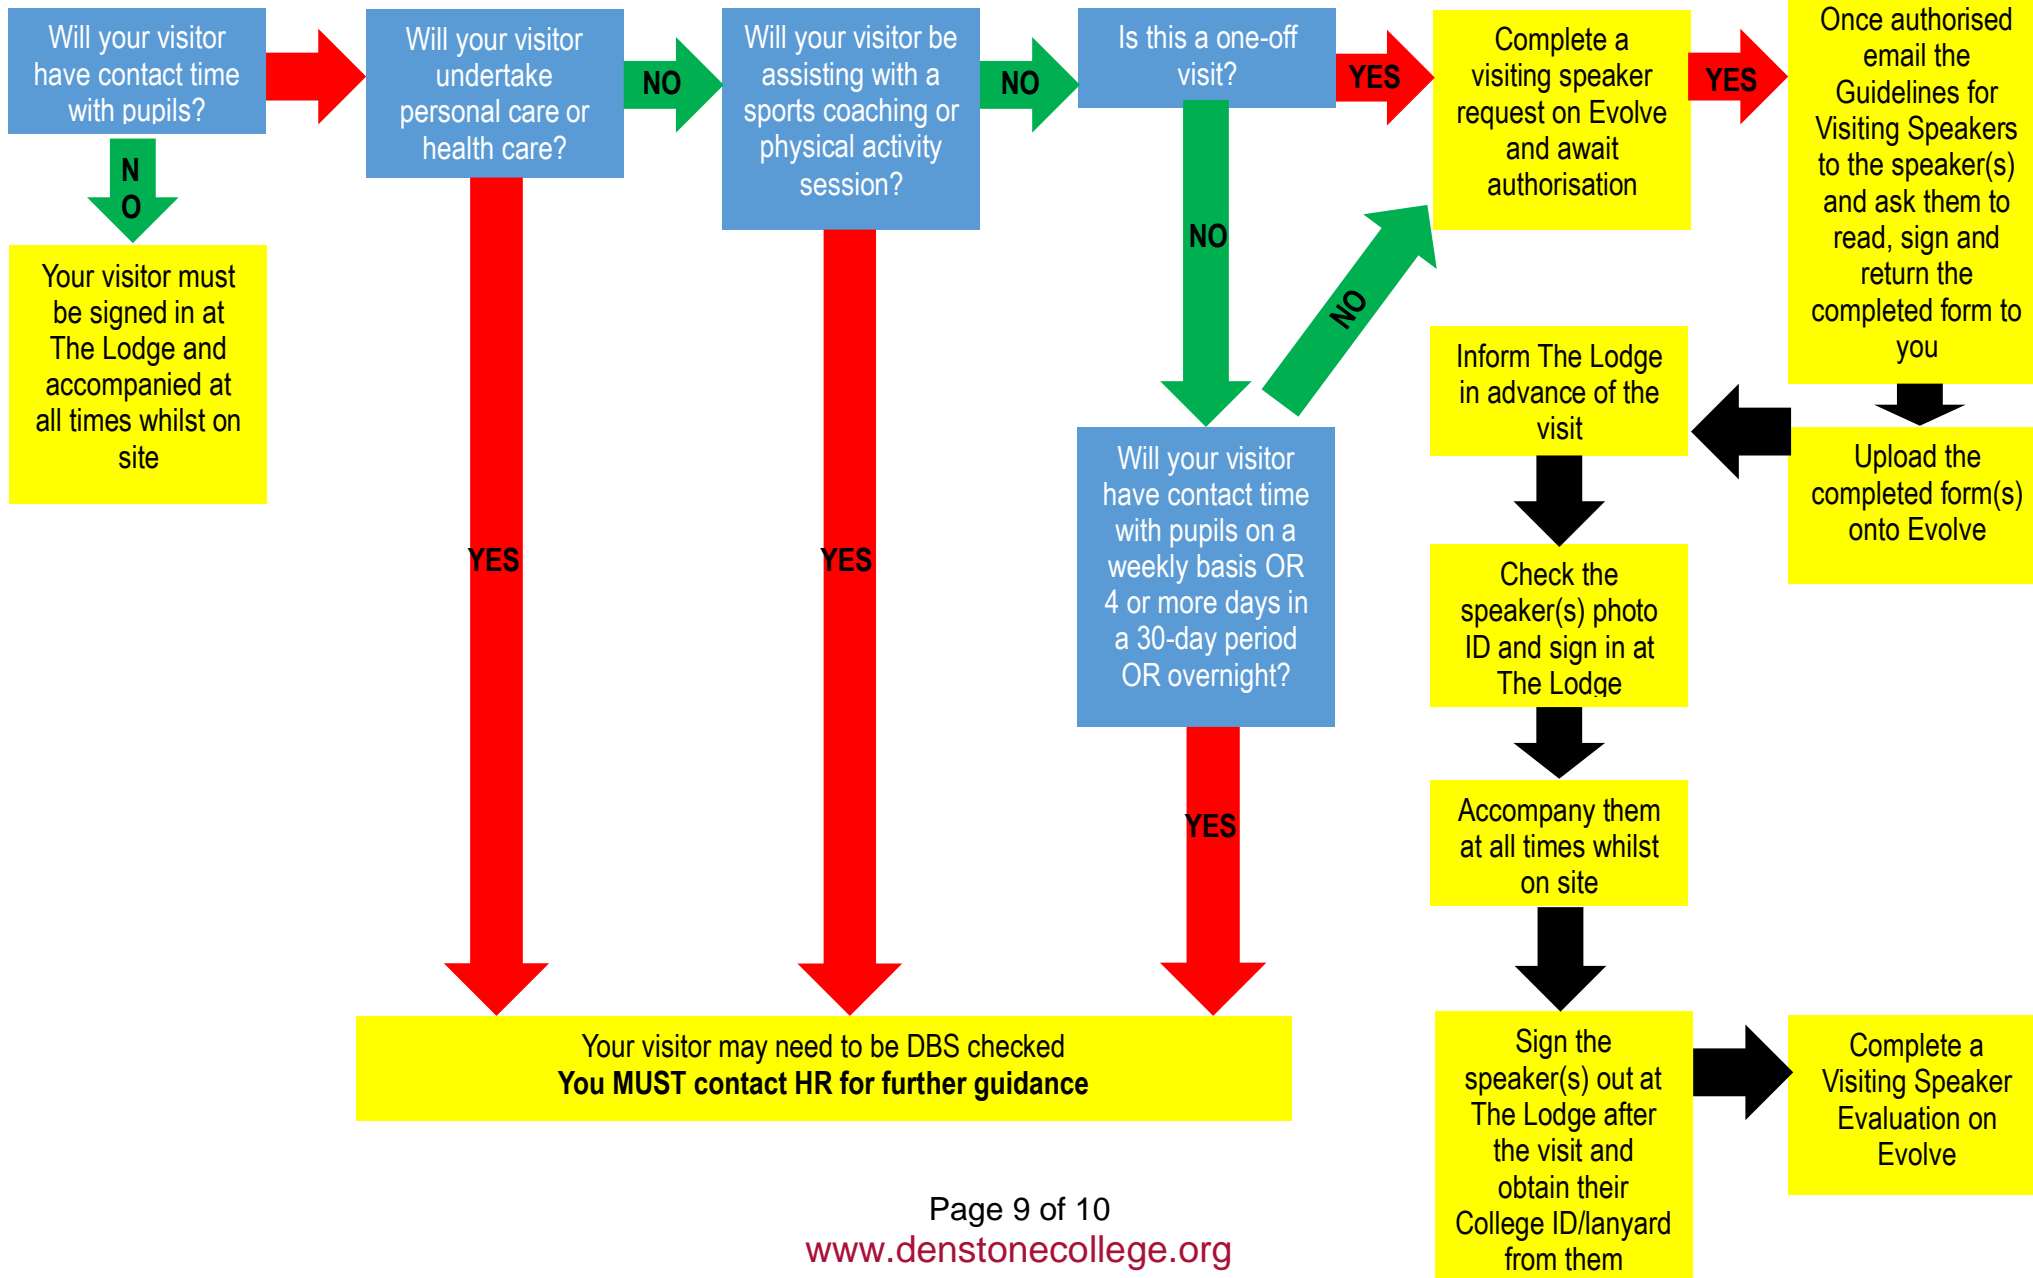 Will your visitor
have contact time
with pupils?
N
O
Your visitor must
be signed in at
The Lodge and
accompanied at
all times whilst on
site
Will your visitor
undertake
personal care or
health care?
NO
YES
Will your visitor be
assisting with a
sports coaching or
physical activity
session?
NO
YES
Is this a one-off
visit?
YES
NO
NO
Will your visitor
have contact time
with pupils on a
weekly basis OR
4 or more days in
a 30-day period
OR overnight?
YES
Your visitor may need to be DBS checked
You MUST contact HR for further guidance
Complete a
visiting speaker
request on Evolve
and await
authorisation
YES
Once authorised
email the
Guidelines for
Visiting Speakers
to the speaker(s)
and ask them to
read, sign and
return the
completed form to
you
Upload the
completed form(s)
onto Evolve
Inform The Lodge
in advance of the
visit
Check the
speaker(s) photo
ID and sign in at
The Lodge
Accompany them
at all times whilst
on site
Sign the
speaker(s) out at
The Lodge after
the visit and
obtain their
College ID/lanyard
from them
Complete a
Visiting Speaker
Evaluation on
Evolve
Page 9 of 10
www.denstonecollege.org